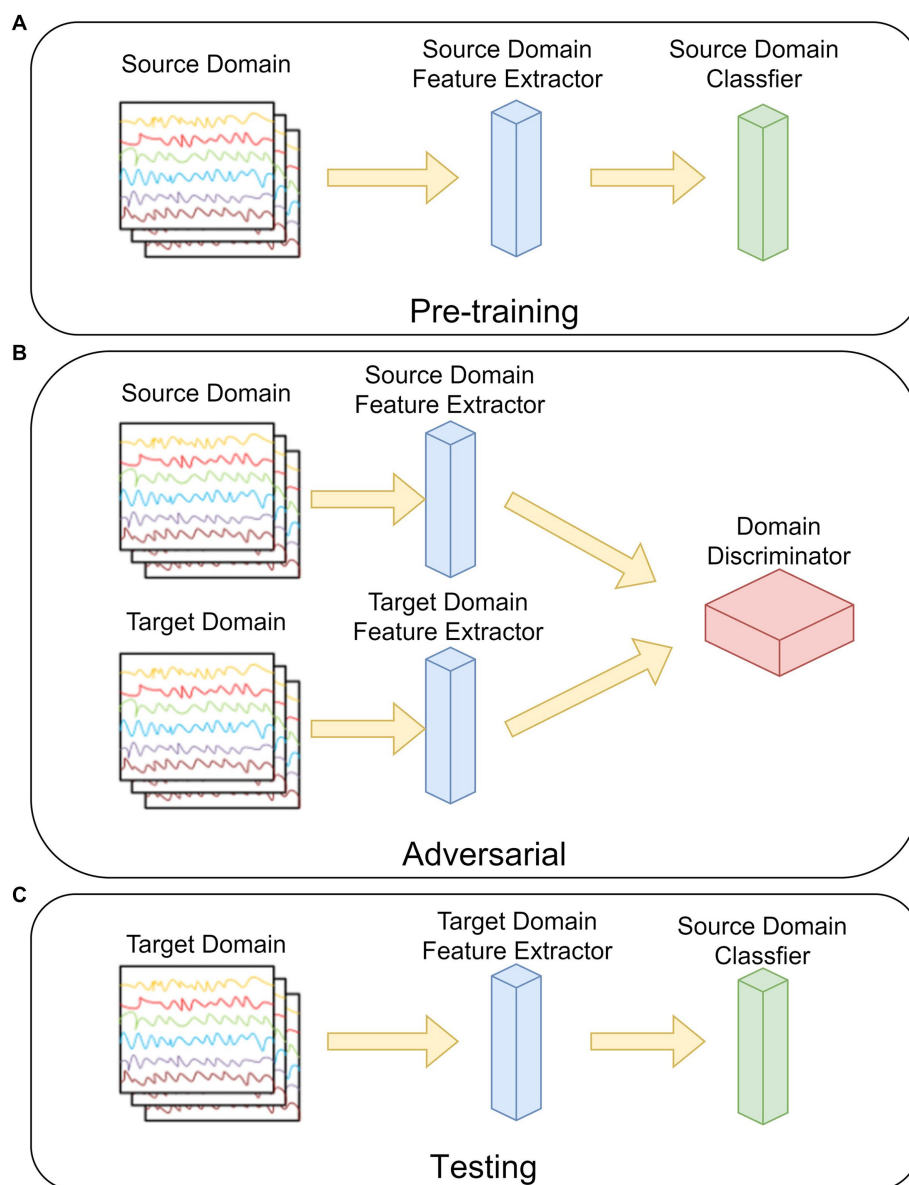 A
Source Domain
Source Domain
Feature Extractor
Source Domain
Classfier
Pre-training
B
Source Domain
Source Domain
Feature Extractor
Domain
Discriminator
Target Domain
Target Domain
Feature Extractor
Adversarial
C
Target Domain
Target Domain
Feature Extractor
Source Domain
Classfier
Testing